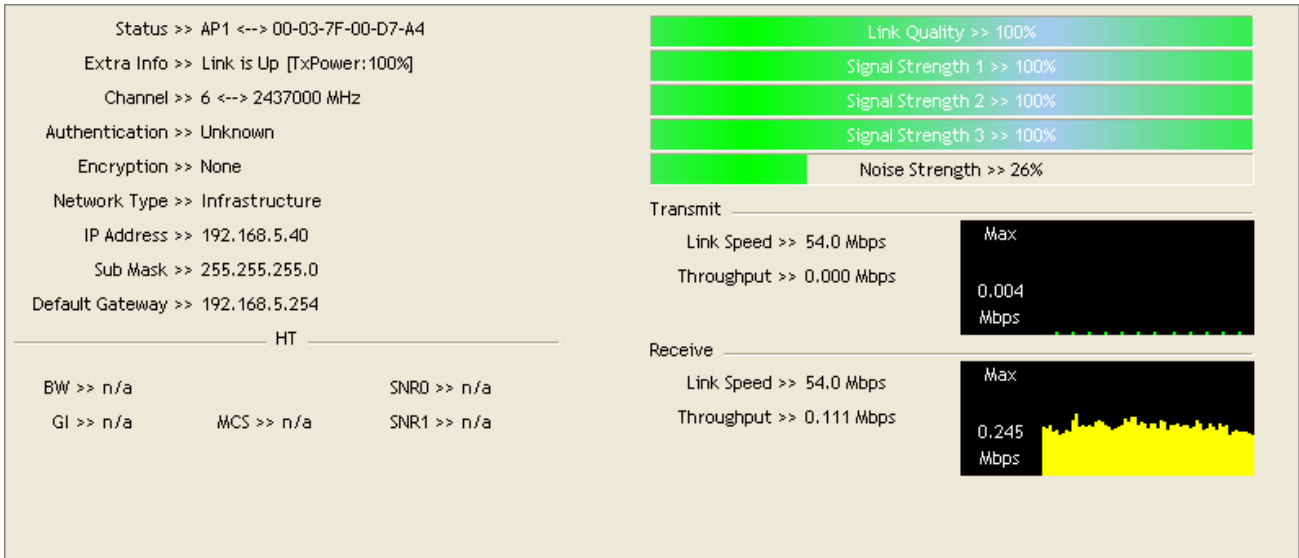 Status >> AP1 <--> 00-03-7F-00-D7-A4
Extra Info >> Link is Up [TxPower:100%]
Channel >> 6 <--> 2437000 MHz
Authentication >> Unknown
Encryption >> None
Network Type >> Infrastructure
IP Address >> 192.168.5.40
Sub Mask >> 255.255.255.0
Default Gateway >> 192.168.5.254
HT
BW >> n/a
SNR0 >> n/a
GI >> n/a
MCS >> n/a
SNR1 >> n/a
Link Quality >> 100%
Signal Strength 1 >> 100%
Signal Strength 2 >> 100%
Signal Strength 3 >> 100%
Noise Strength >> 26%
Transmit
Link Speed >> 54.0 Mbps
Throughput >> 0.000 Mbps
Max
0.004
Mbps
Receive
Link Speed >> 54.0 Mbps
Throughput >> 0.111 Mbps
Max
0.245
Mbps